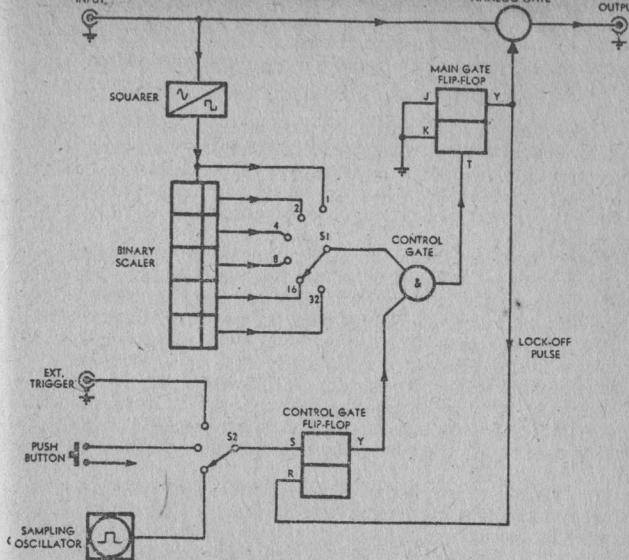 OUTPU
MAIN GATE
FLIP-FLOP
J
Y
K
T
SQUARER
1
2
4
S1
CONTROL
GATE
BINARY
SCALER
8
&
16
32
LOCK-OFF
PULSE
EXT.
TRIGGER
CONTROL GATE
FLIP-FLOP
PUSH
BUTTON
S2
S
Y
R
SAMPLING
OSCILLATOR